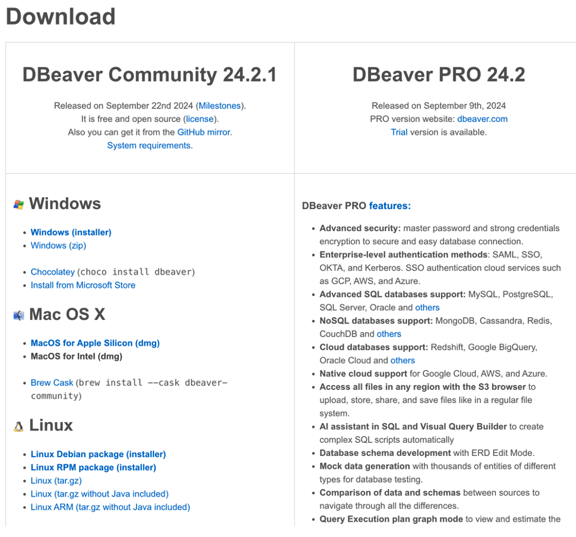 Download
DBeaver Community 24.2.1
Released on September 22nd 2024 (Milestones).
It is free and open source (license).
Also you can get it from the GitHub mirror.
System requirements.
DBeaver PRO 24.2
Released on September 9th, 2024
PRO version website: dbeaver.com
Trial version is available.
Windows
• Windows (installer)
• Windows (zip)
• Chocolatey (choco install dbeaver)
• Install from Microsoft Store
Mac OS X
• MacOS for Apple Silicon (dmg)
• MacOS for Intel (dmg)
• Brew Cask (brew install --cask dbeaver-
community)
Linux
• Linux Debian package (installer)
• Linux RPM package (installer)
• Linux (tar.gz)
• Linux (tar.gz without Java included)
• Linux ARM (tar.gz without Java included)
DBeaver PRO features:
• Advanced security: master password and strong credentials
encryption to secure and easy database connection.
• Enterprise-level authentication methods: SAML, SSO,
OKTA, and Kerberos. SSO authentication cloud services such
as GCP, AWS, and Azure.
• Advanced SQL databases support: MySQL, PostgreSQL,
SQL Server, Oracle and others
• NoSQL databases support: MongoDB, Cassandra, Redis,
CouchDB and others
• Cloud databases support: Redshift, Google BigQuery,
Oracle Cloud and others
• Native cloud support for Google Cloud, AWS, and Azure.
• Access all files in any region with the S3 browser to
upload, store, share, and save files like in a regular file
system.
• AI assistant in SQL and Visual Query Builder to create
complex SQL scripts automatically
• Database schema development with ERD Edit Mode.
• Mock data generation with thousands of entities of different
types for database testing.
• Comparison of data and schemas between sources to
navigate through all the differences.
• Query Execution plan graph mode to view and estimate the